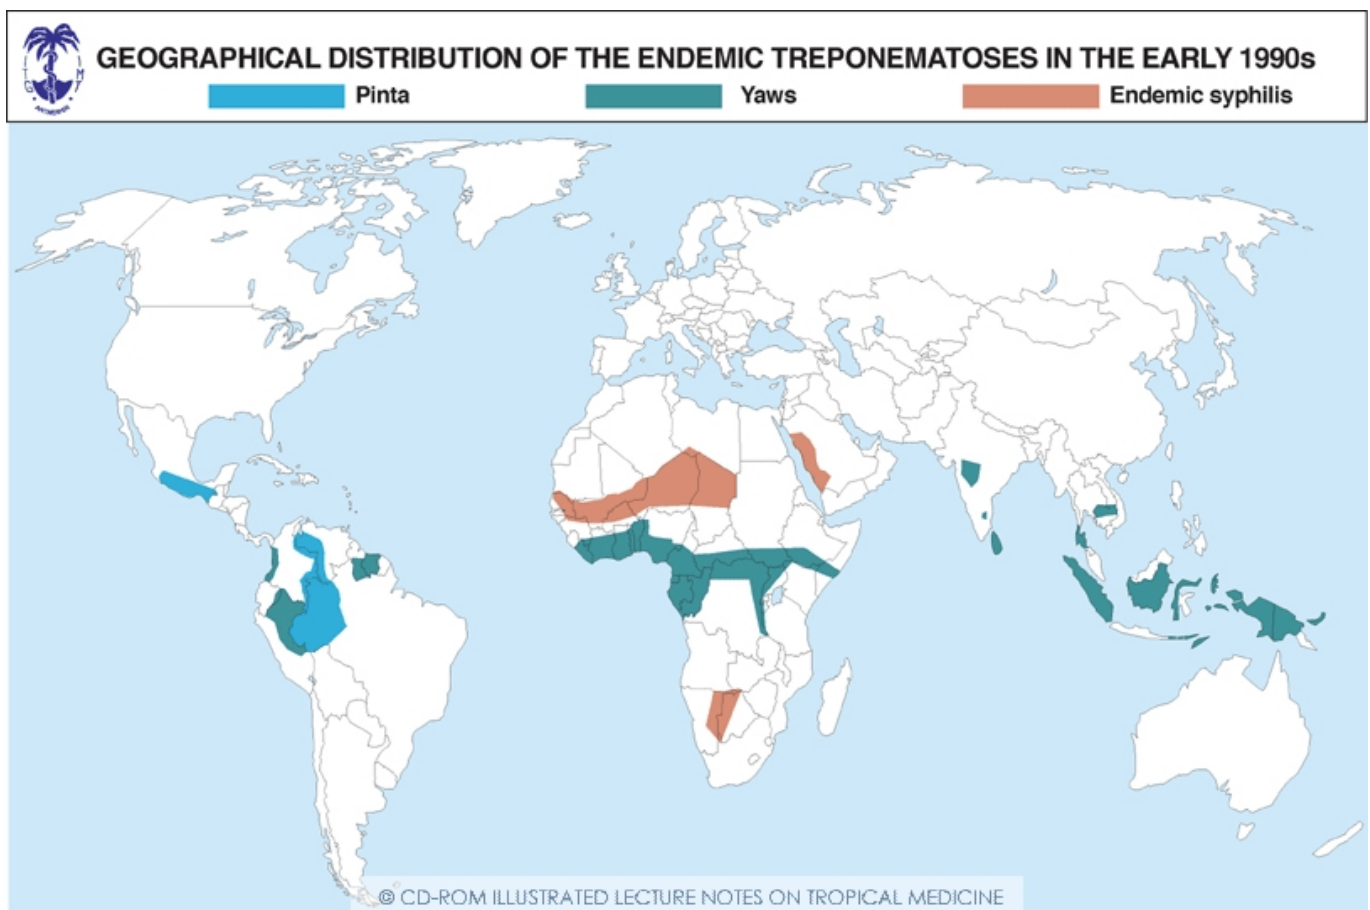 GEOGRAPHICAL DISTRIBUTION OF THE ENDEMIC TREPONEMATOSES IN THE EARLY 1990s
Pinta Yaws Endemic syphilis
© CD-ROM ILLUSTRATED LECTURE NOTES ON TROPICAL MEDICINE